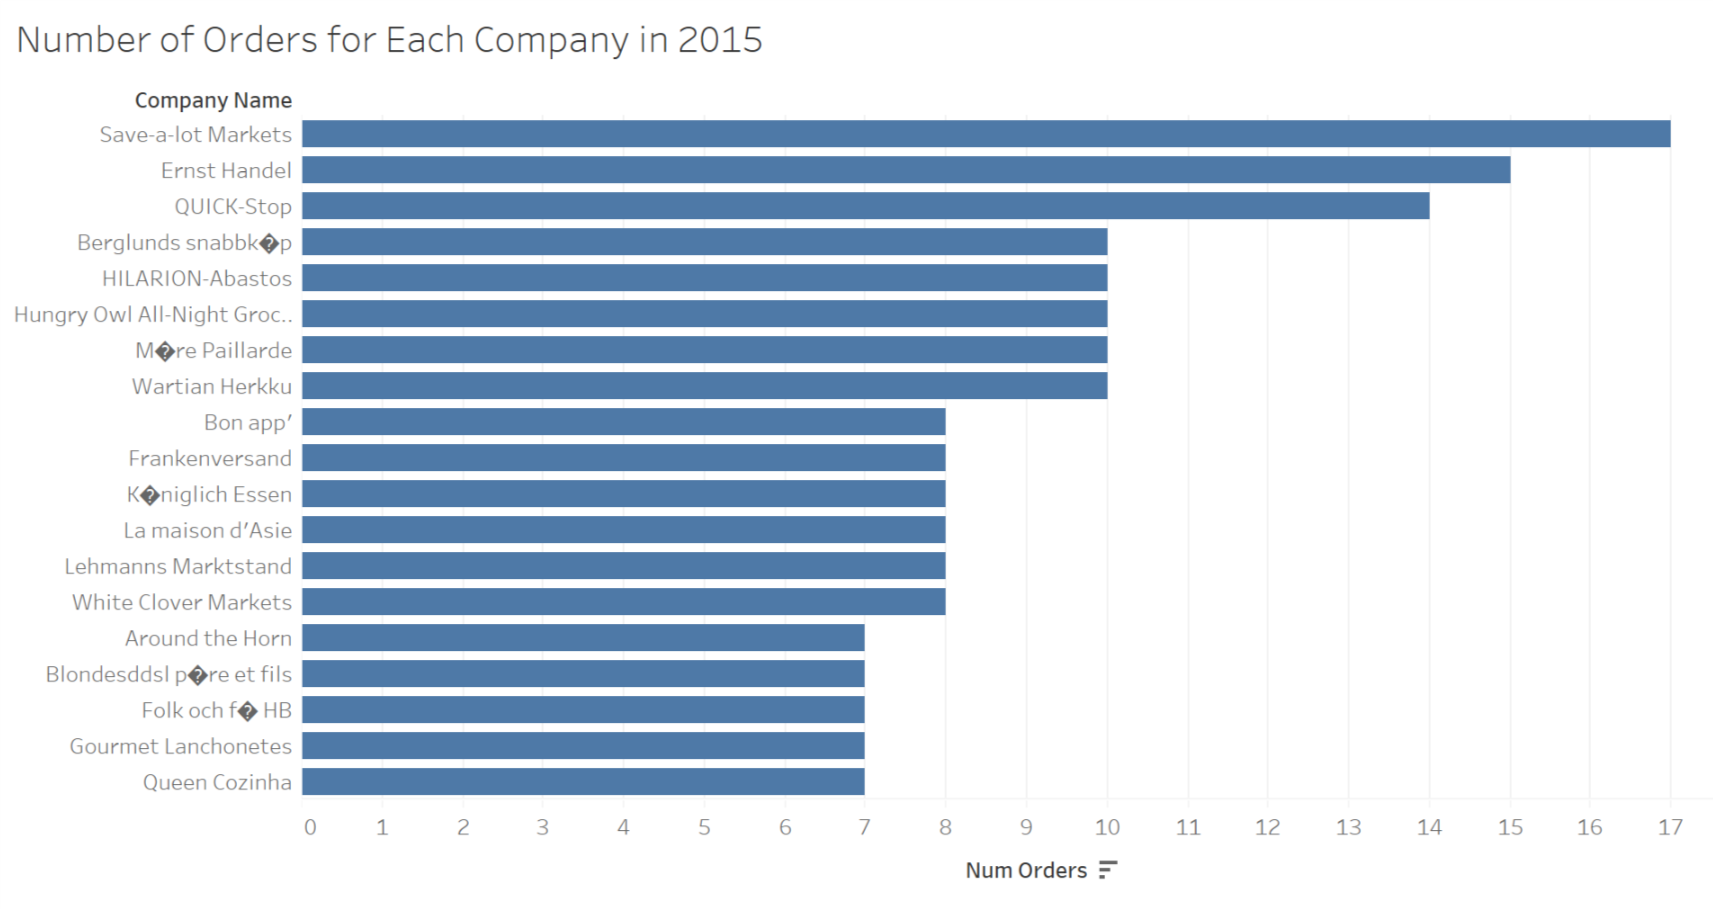 Number of Orders for Each Company in 2015
Company Name
Save-a-lot Markets
Ernst Handel
QUICK-Stop
Berglunds snabbk�p
HILARION-Abastos
Hungry Owl All-Night Groc..
M�re Paillarde
Wartian Herkku
Bon app'
Frankenversand
K�niglich Essen
La maison d'Asie
Lehmanns Marktstand
White Clover Markets
Around the Horn
Blondesddsl p�re et fils
Folk och f� HB
Gourmet Lanchonetes
Queen Cozinha
0 1 2 3 4 5 6 7 8 9 10 11 12 13 14 15 16 17
Num Orders